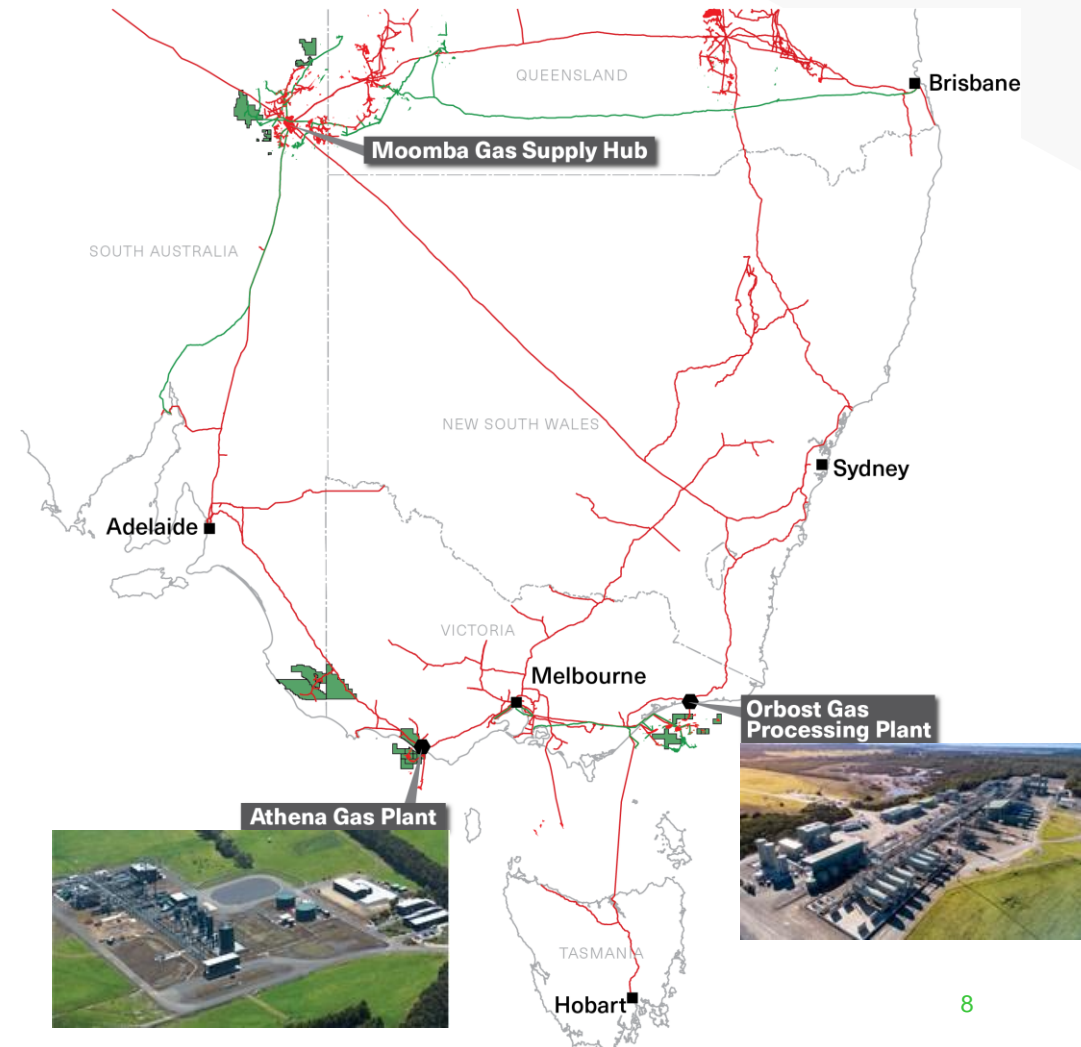 QUEENSLAND
Brisbane
Moomba Gas Supply Hub
SOUTH AUSTRALIA
NEW SOUTH WALES
Sydney
Adelaide
VICTORIA
Melbourne
Orbost Gas
Processing Plant
Athena Gas Plant
TASMANIA
Hobart
8